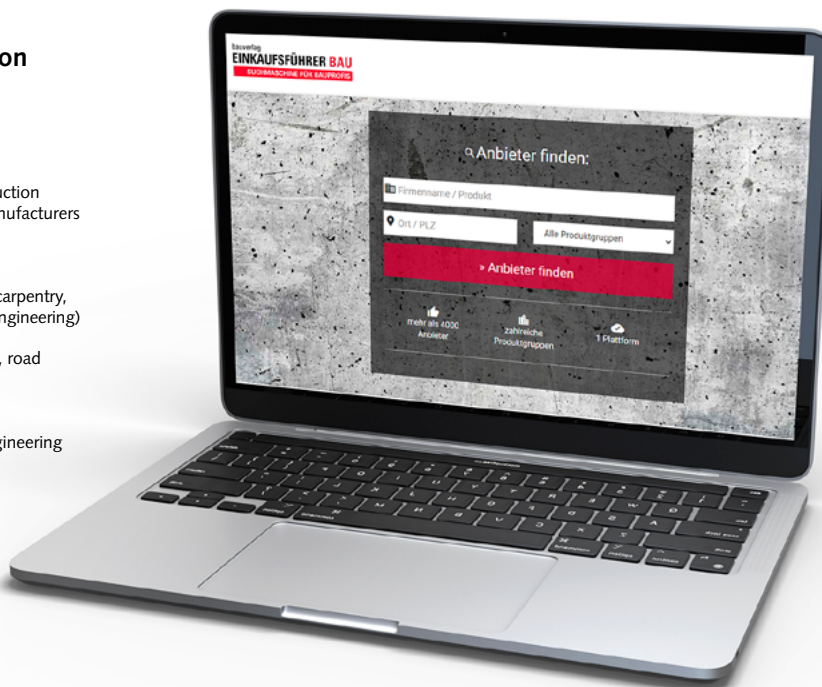 on
uction
nufacturers
carpentry,
ngineering)
, road
gineering
bauverlag
EINKAUFSFÜHRER BAU
SUCHMASCHINE FÜR BAUPROFIS
Anbieter finden:
Firmenname / Produkt
Ort / PLZ
Alle Produktgruppen
» Anbieter finden
mehr als 4000
Anbieter
zahlreiche
Produktgruppen
1 Plattform